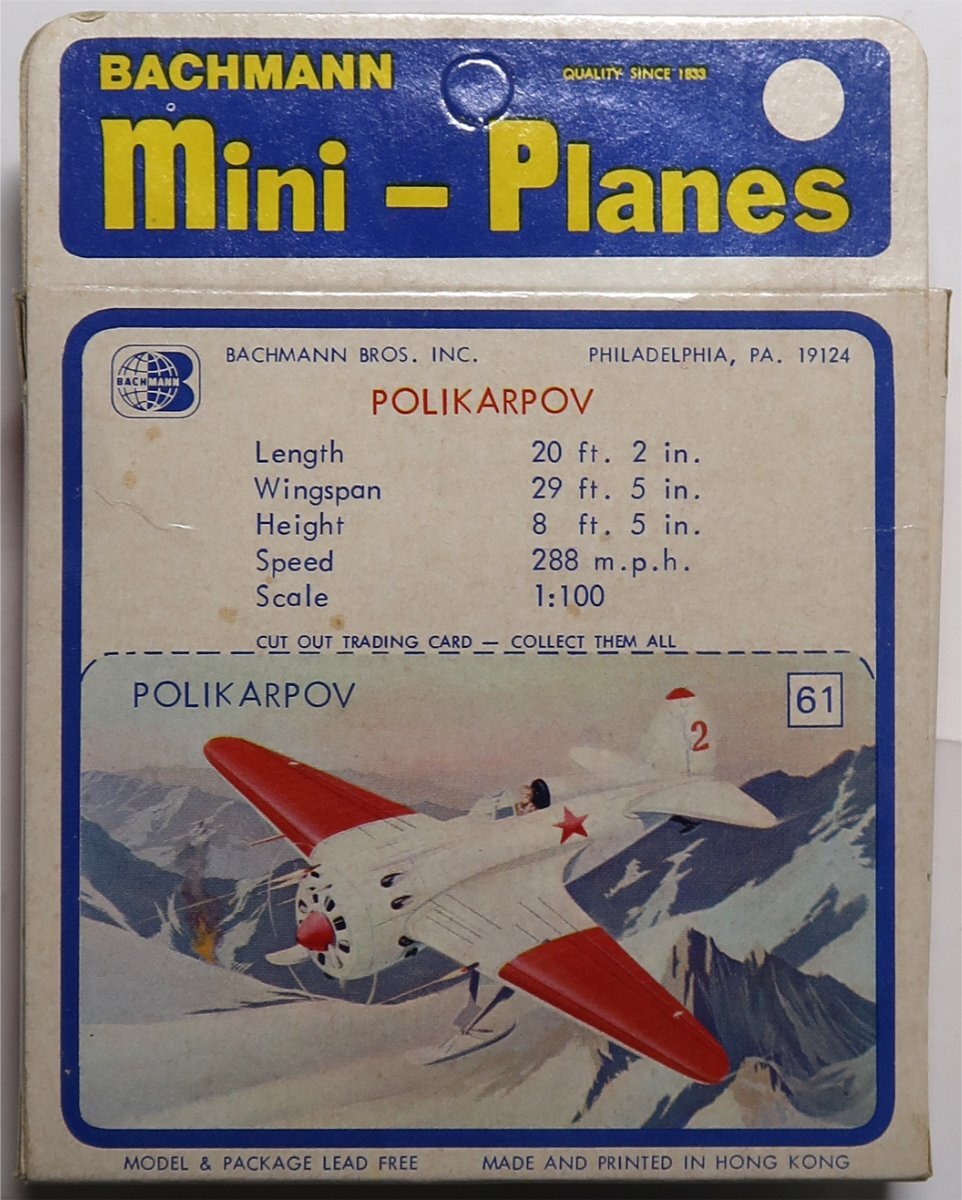 BACHMANN
QUALITY SINCE 1833
Mini - Planes
BACHMANN
BACHMANN BROS. INC. PHILADELPHIA, PA. 19124
POLIKARPOV
Length 20 ft. 2 in.
Wingspan 29 ft. 5 in.
Height 8 ft. 5 in.
Speed 288 m.p.h.
Scale 1:100
CUT OUT TRADING CARD — COLLECT THEM ALL
POLIKARPOV 61
2
MODEL & PACKAGE LEAD FREE MADE AND PRINTED IN HONG KONG